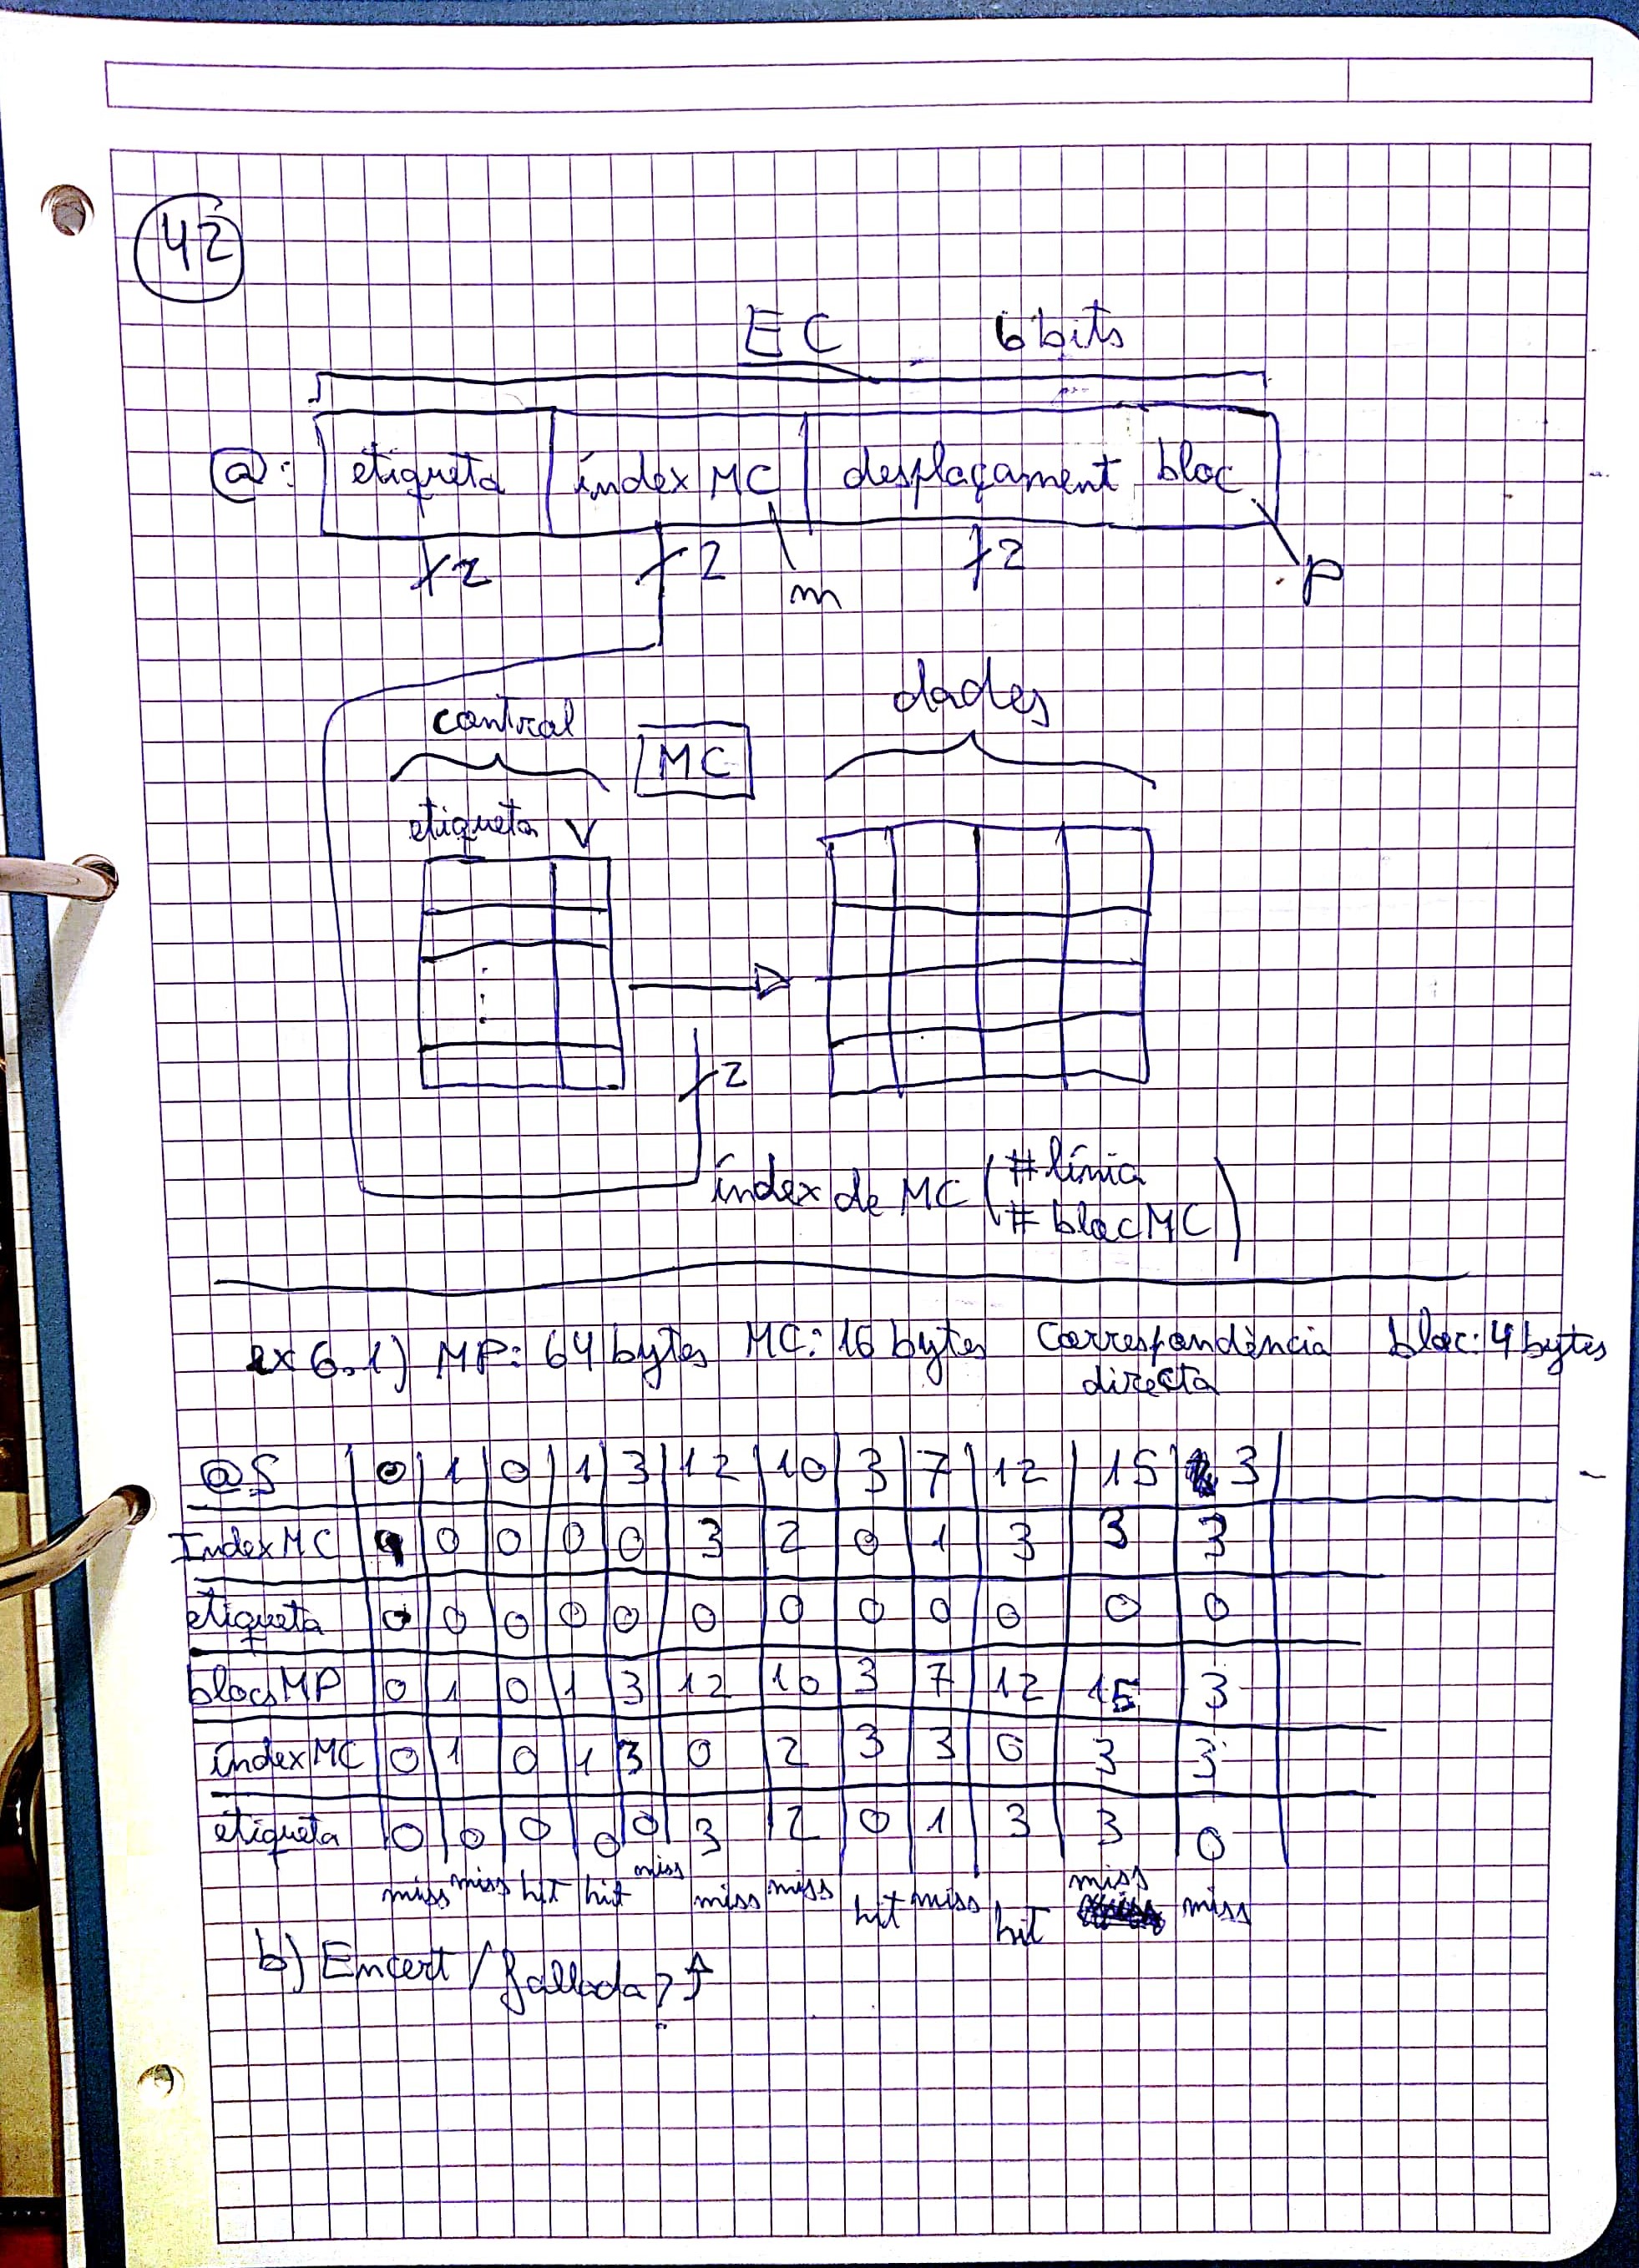 42
EC 6 bits
@: etiqueta índex MC desplaçament bloc
2 2 m 2 p
dades
control
MC
etiqueta V
2
índex de MC (#línia
#bloc MC)
ex 6.1) MP: 64 bytes MC: 16 bytes Correspondència bloc: 4 bytes
directa
@S 0 1 0 1 3 12 10 3 7 12 15 3
Index MC 0 0 0 0 3 2 0 1 3 3 3
etiqueta 0 0 0 0 0 0 0 0 0 0 0 0
blocs MP 0 1 0 1 3 12 10 3 7 12 15 3
índex MC 0 1 0 1 3 0 2 3 3 0 3 3
etiqueta 0 0 0 0 0 3 2 0 1 3 3 0
miss miss hit hit miss miss miss hit miss hit miss miss
b) Encert / fallada? ↑